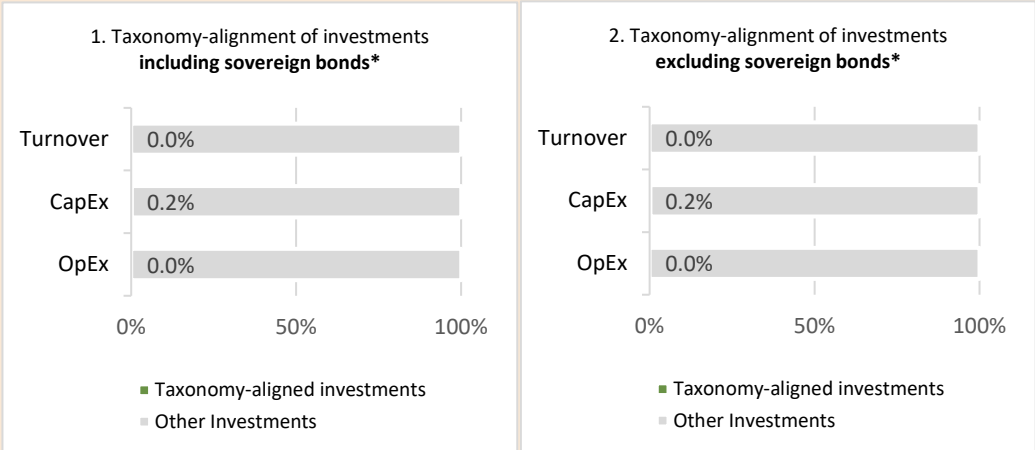 1. Taxonomy-alignment of investments
including sovereign bonds*
Turnover
0.0%
CapEx
0.2%
OpEx
0.0%
0%
50%
100%
Taxonomy-aligned investments
Other Investments
2. Taxonomy-alignment of investments
excluding sovereign bonds*
Turnover
0.0%
CapEx
0.2%
OpEx
0.0%
0%
50%
100%
Taxonomy-aligned investments
Other Investments